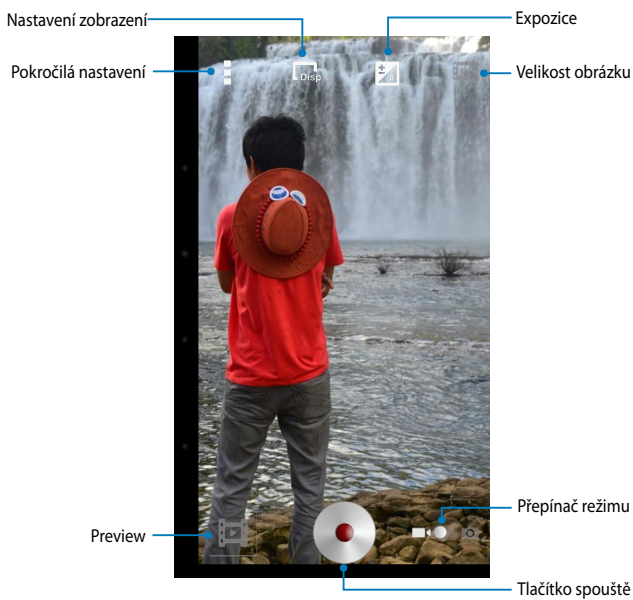 Nastavení zobrazení
Expozice
Pokročilá nastavení
Velikost obrázku
Disp
Preview
Přepínač režimu
Tlačítko spouště